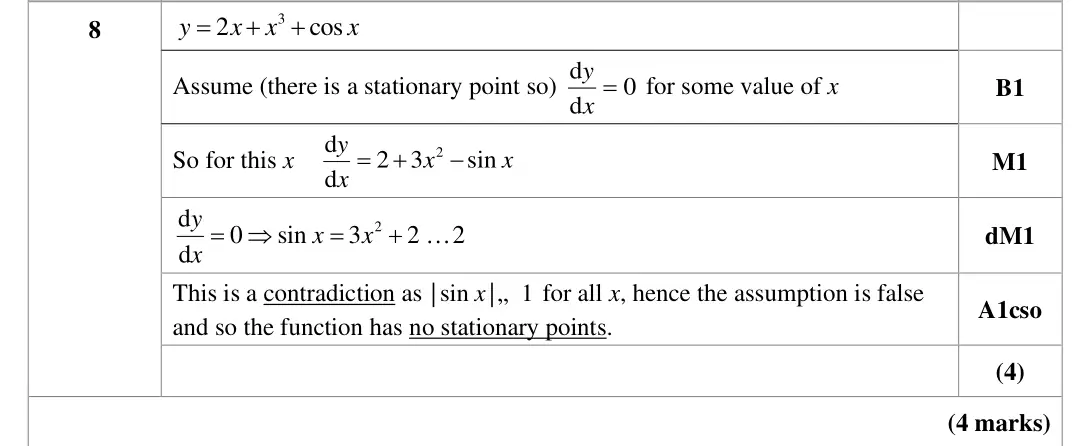 8
y = 2x + x³ + cos x
Assume (there is a stationary point so) dy/dx = 0 for some value of x
B1
So for this x dy/dx = 2 + 3x² − sin x
M1
dy/dx = 0 ⇒ sin x = 3x² + 2 …2
dM1
This is a contradiction as |sin x|„ 1 for all x, hence the assumption is false
and so the function has no stationary points.
A1cso
(4)
(4 marks)